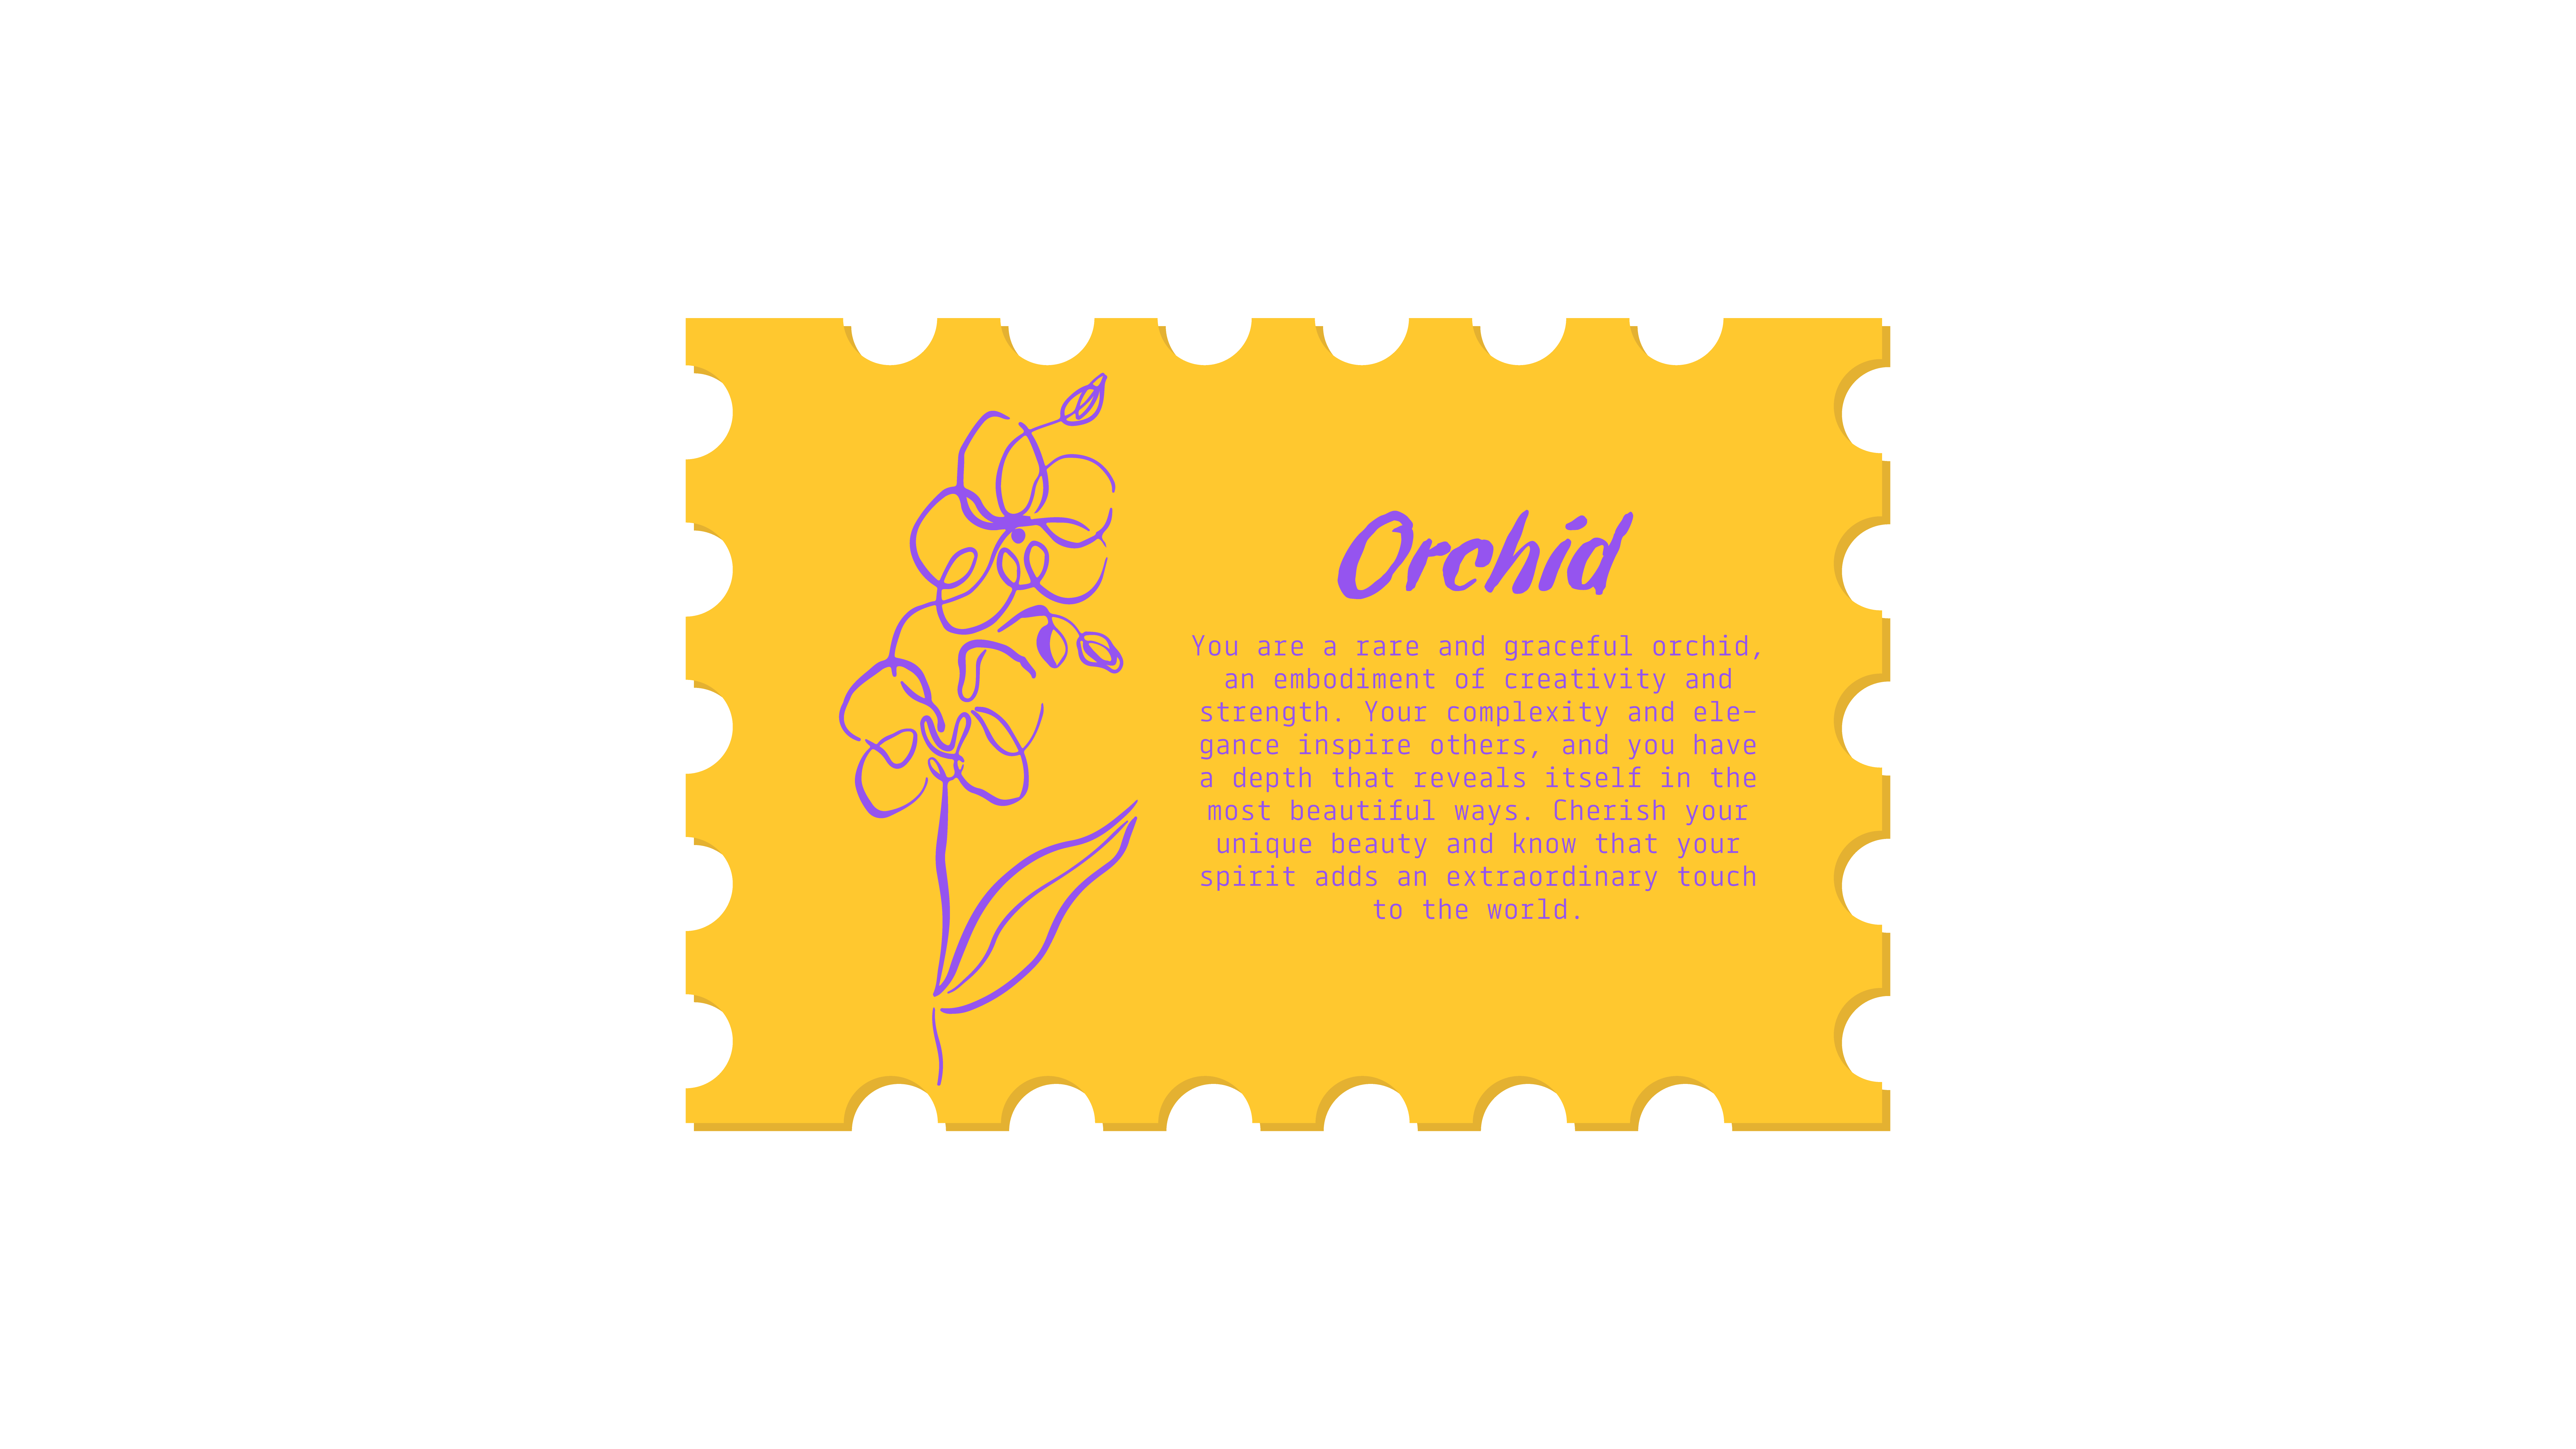 Orchid
You are a rare and graceful orchid,
an embodiment of creativity and
strength. Your complexity and ele-
gance inspire others, and you have
a depth that reveals itself in the
most beautiful ways. Cherish your
unique beauty and know that your
spirit adds an extraordinary touch
to the world.